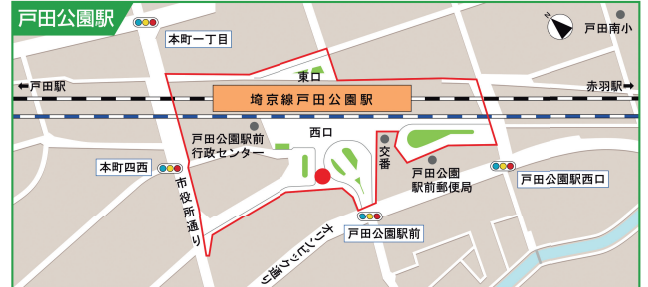 戸田公園駅
本町一丁目
N
戸田南小
←戸田駅
東口
赤羽駅→
埼京線戸田公園駅
戸田公園駅前
行政センター
西口
交番
本町四西
戸田公園
駅前郵便局
戸田公園駅西口
市役所通り
戸田公園駅前
オリンピック通り